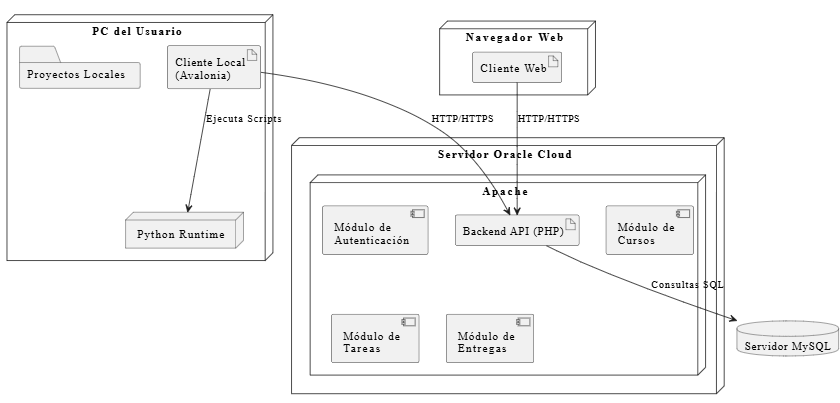 PC del Usuario
Proyectos Locales
Cliente Local
(Avalonia)
Ejecuta Scripts
Python Runtime
Navegador Web
Cliente Web
HTTP/HTTPS
HTTP/HTTPS
Servidor Oracle Cloud
Apache
Módulo de
Autenticación
Backend API (PHP)
Módulo de
Cursos
Consultas SQL
Módulo de
Tareas
Módulo de
Entregas
Servidor MySQL